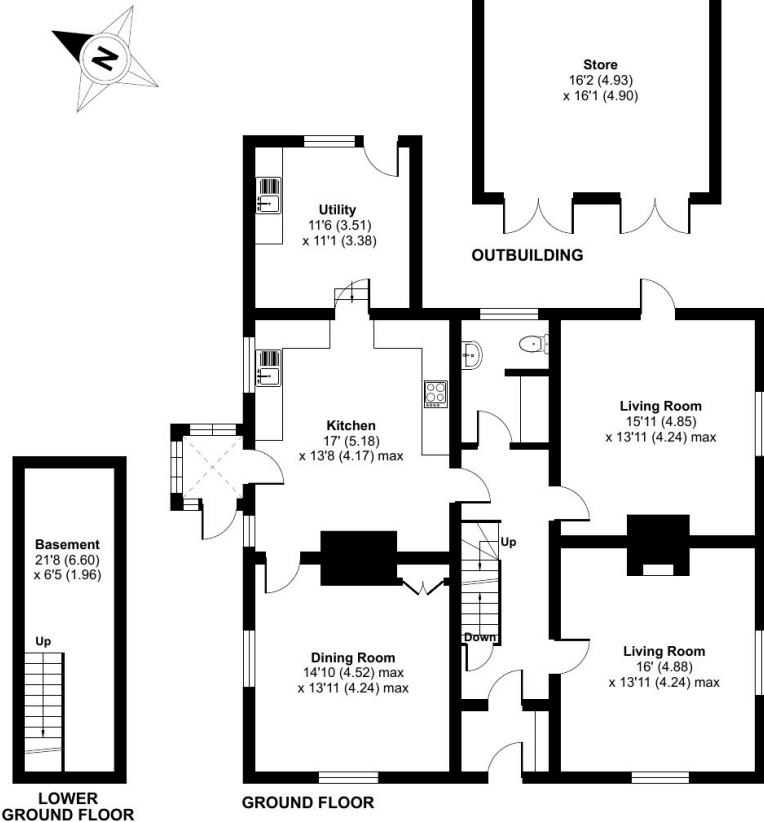 N
Store
16'2 (4.93)
x 16'1 (4.90)
OUTBUILDING
Utility
11'6 (3.51)
x 11'1 (3.38)
Kitchen
17' (5.18)
x 13'8 (4.17) max
Living Room
15'11 (4.85)
x 13'11 (4.24) max
Basement
21'8 (6.60)
x 6'5 (1.96)
Up
LOWER
GROUND FLOOR
Up
Down
Dining Room
14'10 (4.52) max
x 13'11 (4.24) max
Living Room
16' (4.88)
x 13'11 (4.24) max
GROUND FLOOR